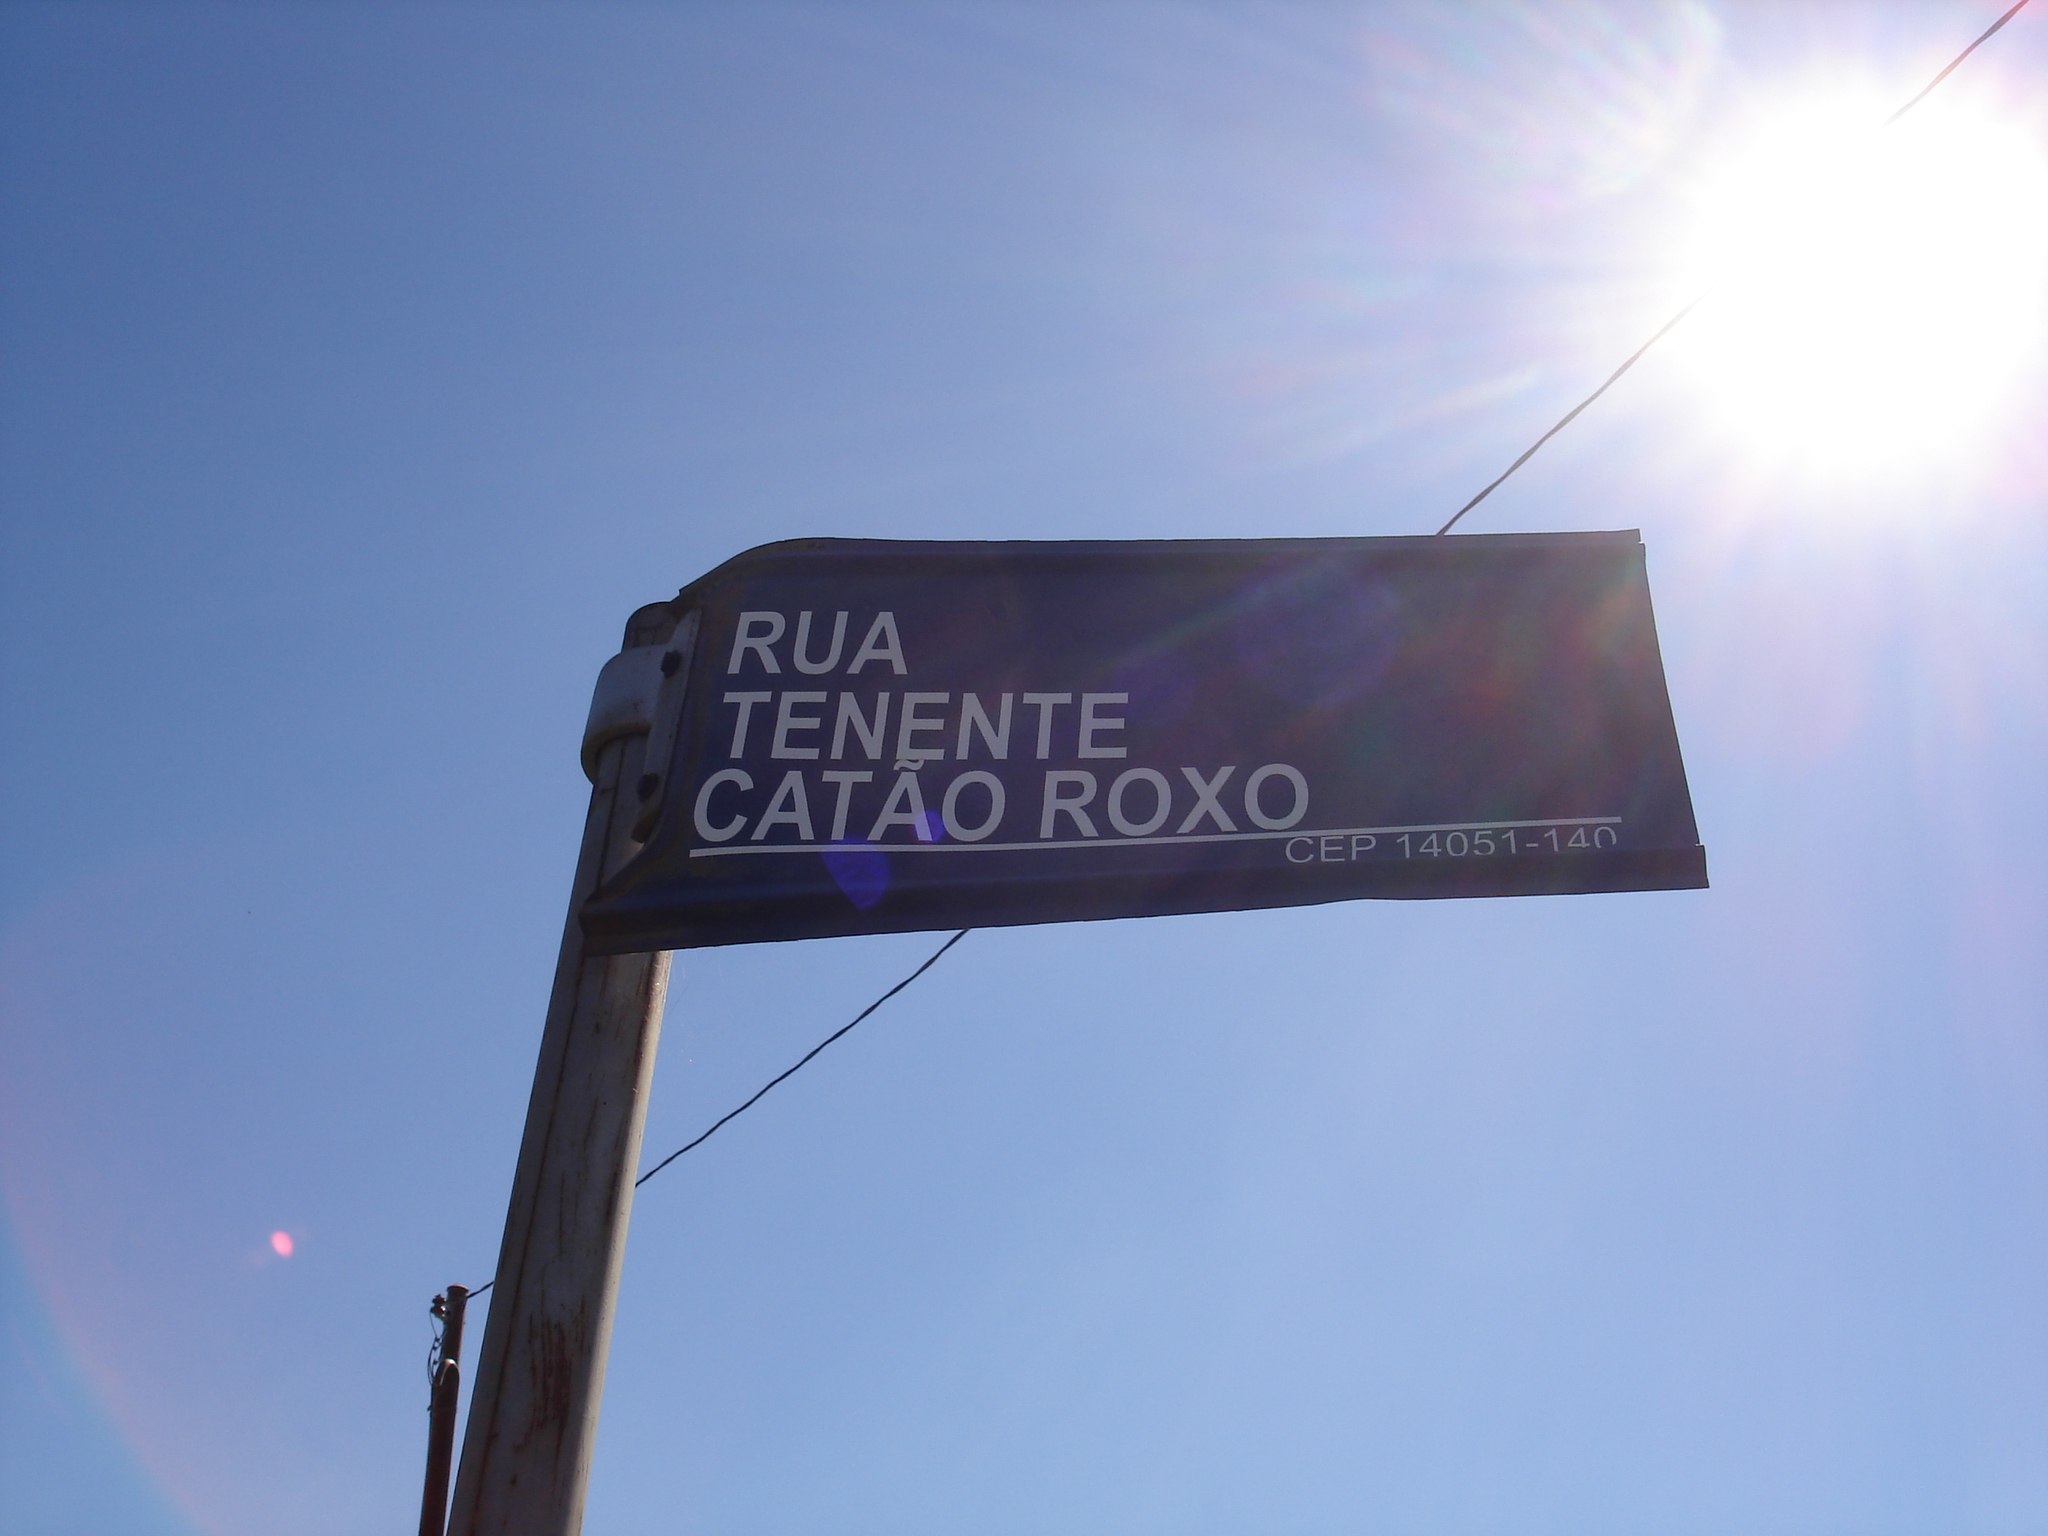 RUA
TENENTE
CATÃO ROXO
CEP 14051-140